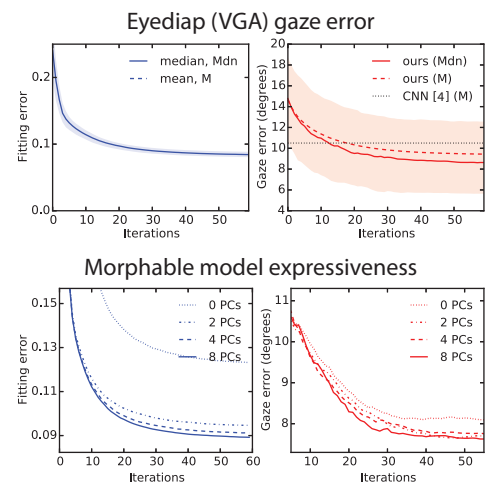 Eyediap (VGA) gaze error
Fitting error
0.2
0.1
0.0
median, Mdn
mean, M
0 10 20 30 40 50
Iterations
Gaze error (degrees)
20
18
16
14
12
10
8
6
4
ours (Mdn)
ours (M)
CNN [4] (M)
0 10 20 30 40 50
Iterations
Morphable model expressiveness
Fitting error
0.15
0.13
0.11
0.09
0 PCs
2 PCs
4 PCs
8 PCs
0 10 20 30 40 50 60
Iterations
Gaze error (degrees)
11
10
9
8
0 PCs
2 PCs
4 PCs
8 PCs
10 20 30 40 50
Iterations